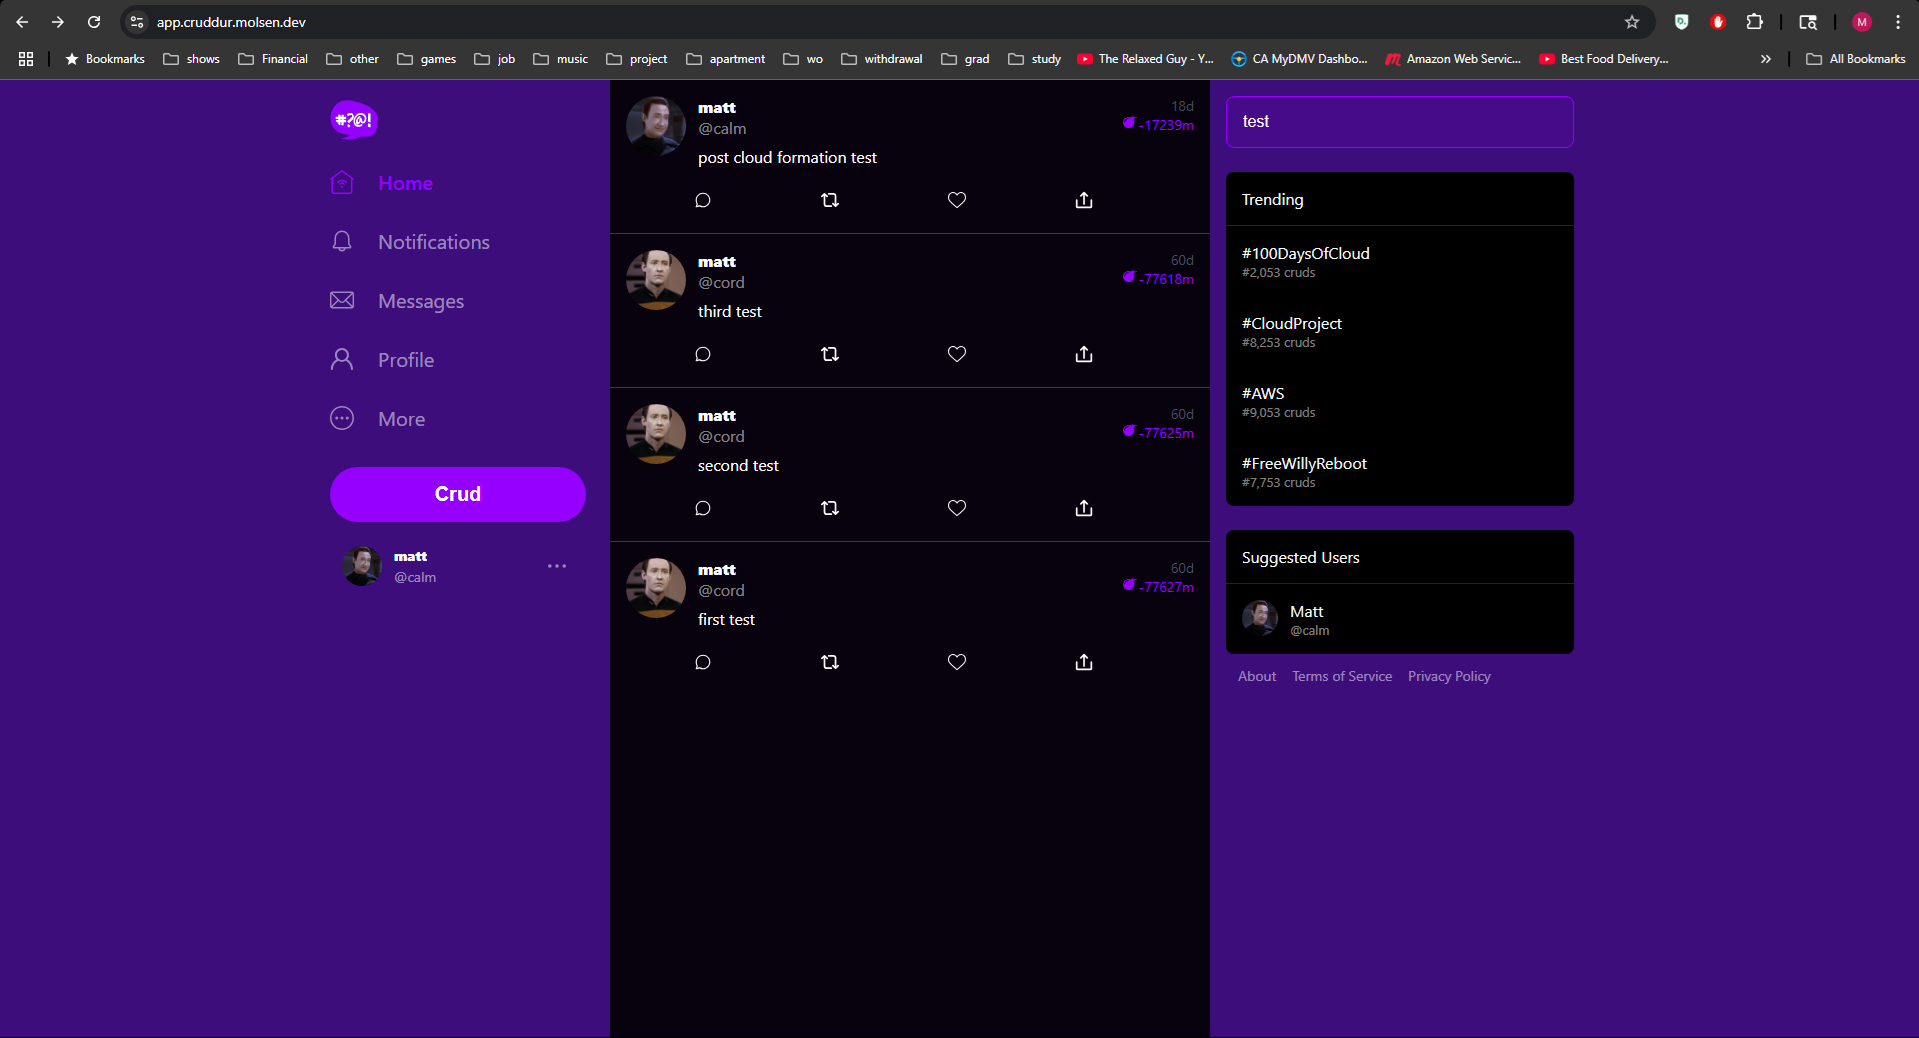 app.cruddur.molsen.dev
M
Bookmarks shows Financial other games job music project apartment wo withdrawal grad study The Relaxed Guy - Y... CA MyDMV Dashbo... Amazon Web Servic... Best Food Delivery... » All Bookmarks
#?@!
Home
Notifications
Messages
Profile
More
Crud
matt
@calm
matt
18d
@calm
-17239m
post cloud formation test
matt
60d
@cord
-77618m
third test
matt
60d
@cord
-77625m
second test
matt
60d
@cord
-77627m
first test
test
Trending
#100DaysOfCloud
#2,053 cruds
#CloudProject
#8,253 cruds
#AWS
#9,053 cruds
#FreeWillyReboot
#7,753 cruds
Suggested Users
Matt
@calm
About Terms of Service Privacy Policy